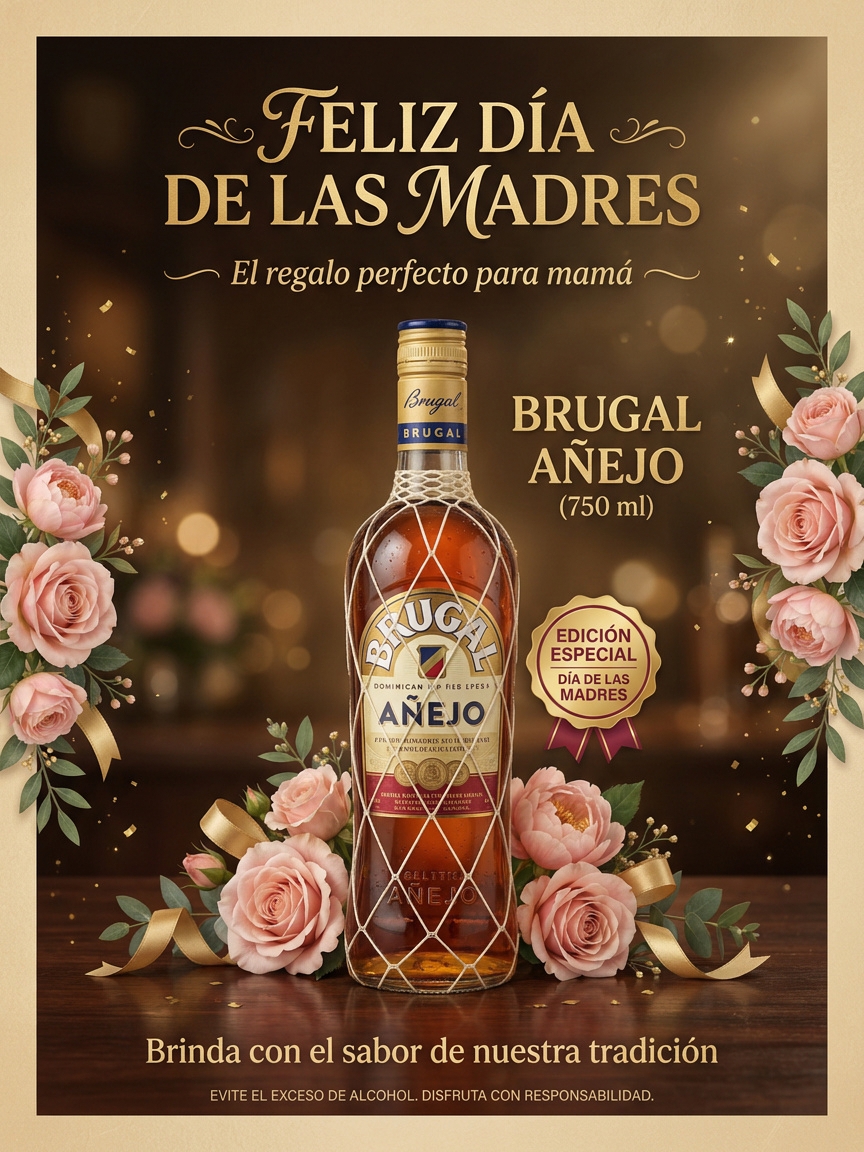 FELIZ DÍA
DE LAS MADRES
El regalo perfecto para mamá
Brugal
BRUGAL
BRUGAL
AÑEJO
(750 ml)
BRUGAL
DOMINICAN
AÑEJO
EDICIÓN
ESPECIAL
DÍA DE LAS
MADRES
AÑEJO
Brinda con el sabor de nuestra tradición
EVITE EL EXCESO DE ALCOHOL. DISFRUTA CON RESPONSABILIDAD.